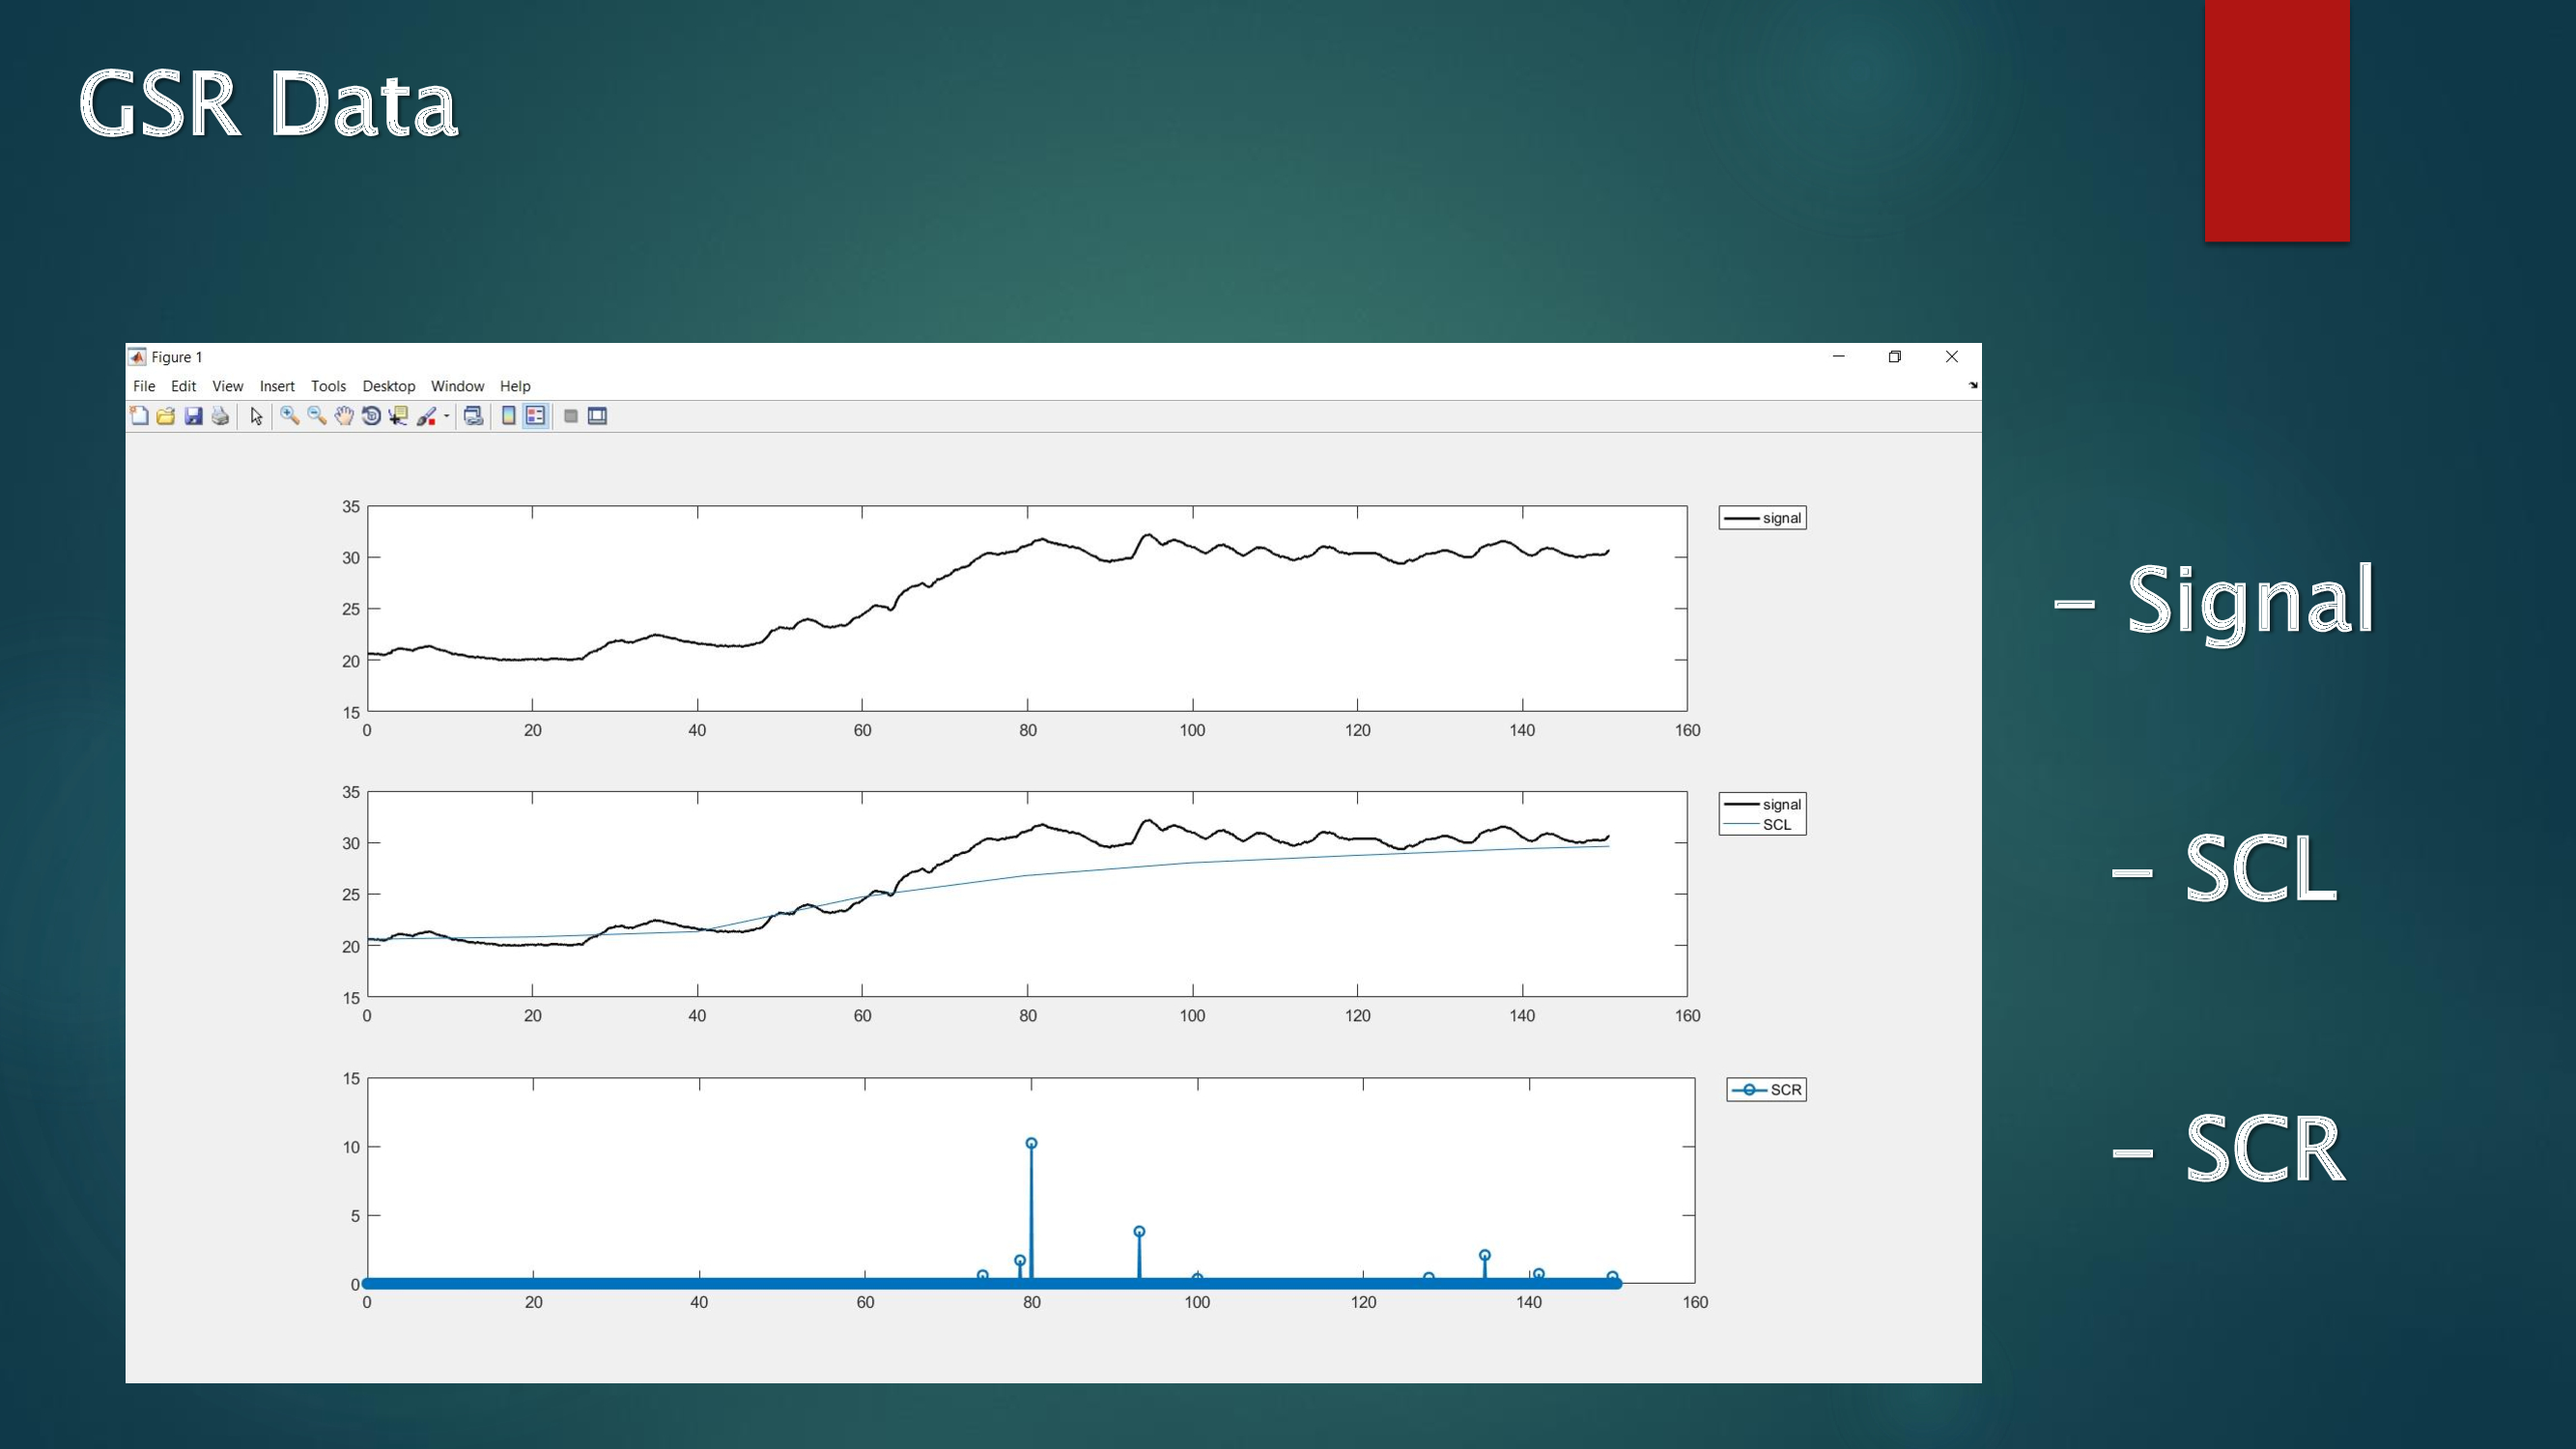 GSR Data
Figure 1
File Edit View Insert Tools Desktop Window Help
35
30
25
20
15
0 20 40 60 80 100 120 140 160
signal
– Signal
35
30
25
20
15
0 20 40 60 80 100 120 140 160
signal
SCL
– SCL
15
10
5
0
0 20 40 60 80 100 120 140 160
SCR
– SCR